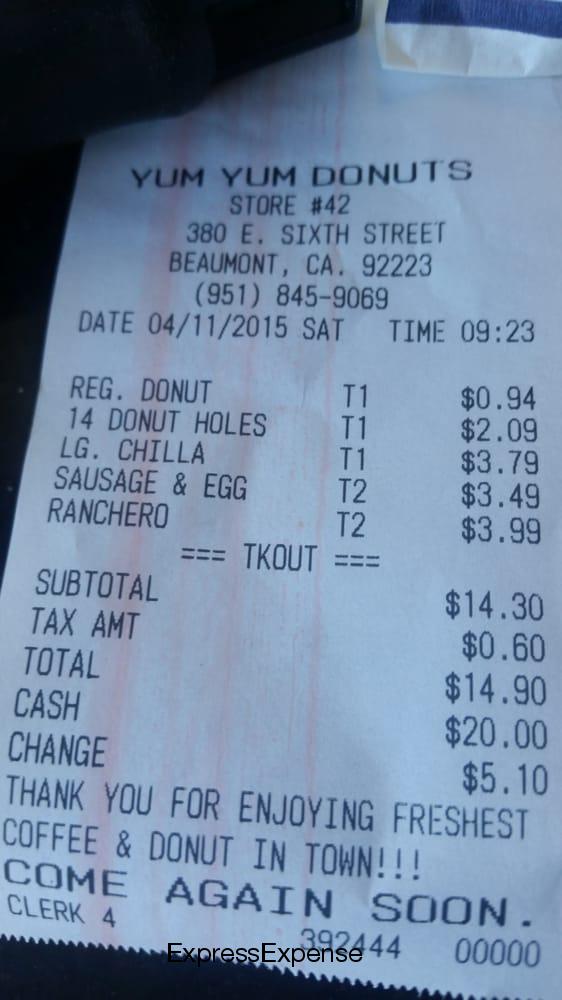 YUM YUM DONUTS
STORE #42
380 E. SIXTH STREET
BEAUMONT, CA. 92223
(951) 845-9069
DATE 04/11/2015 SAT TIME 09:23
REG. DONUT T1 $0.94
14 DONUT HOLES T1 $2.09
LG. CHILLA T1 $3.79
SAUSAGE & EGG T2 $3.49
RANCHERO T2 $3.99
=== TKOUT ===
SUBTOTAL $14.30
TAX AMT $0.60
TOTAL $14.90
CASH $20.00
CHANGE $5.10
THANK YOU FOR ENJOYING FRESHEST
COFFEE & DONUT IN TOWN!!!
COME AGAIN SOON.
CLERK 4 392444 00000
ExpressExpense